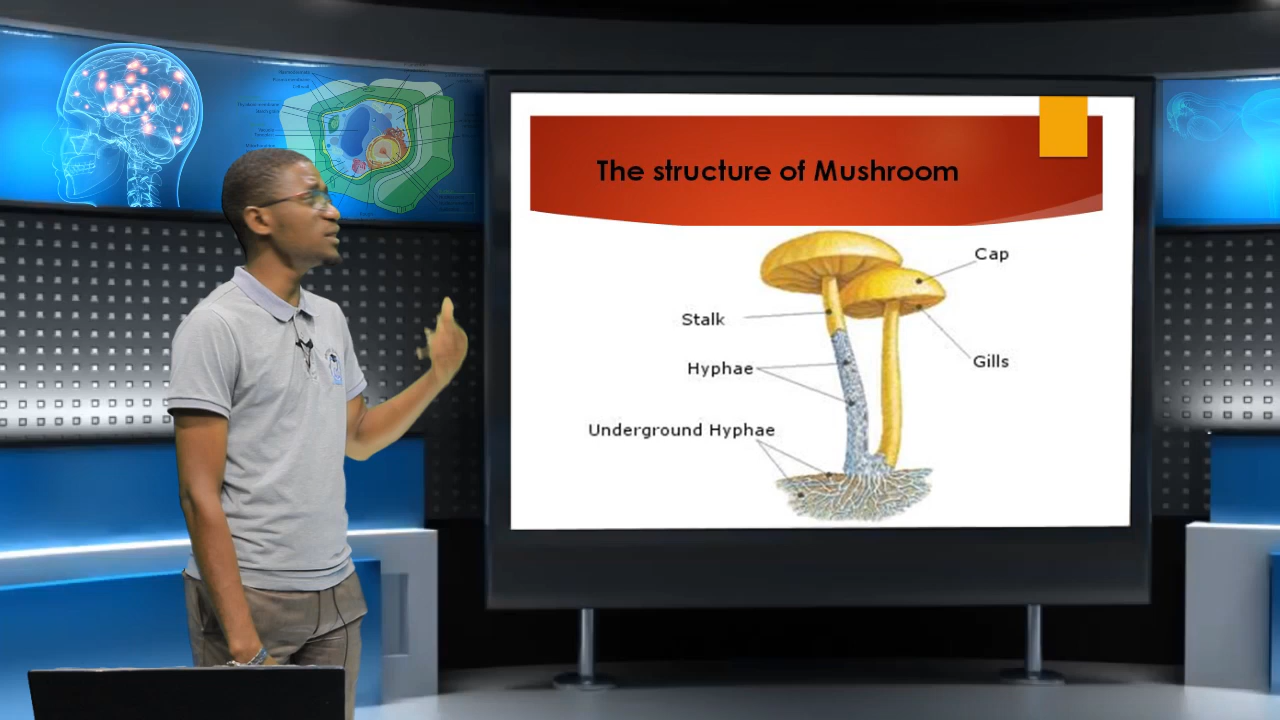 The structure of Mushroom
Cap
Stalk
Gills
Hyphae
Underground Hyphae